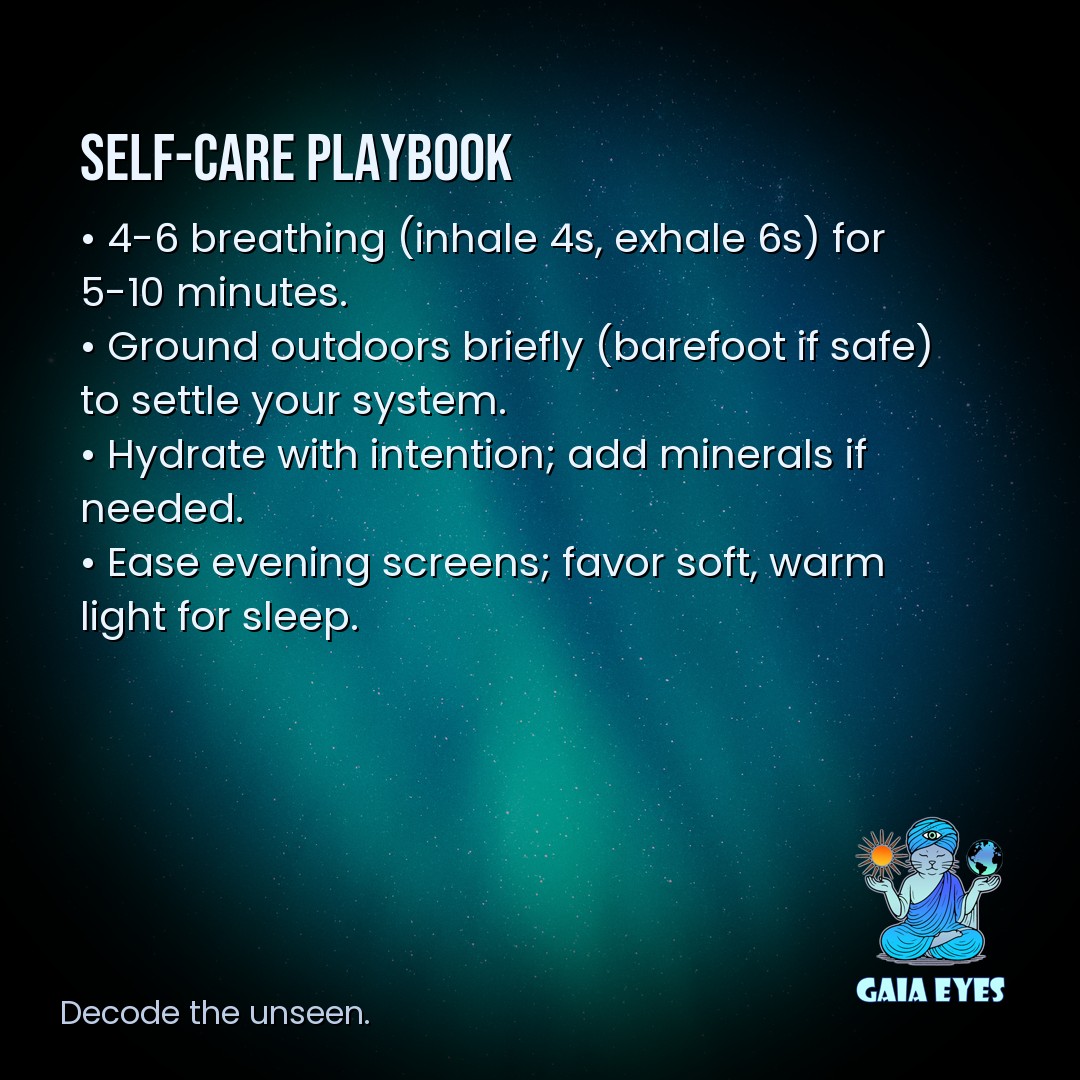 SELF-CARE PLAYBOOK
• 4-6 breathing (inhale 4s, exhale 6s) for
5-10 minutes.
• Ground outdoors briefly (barefoot if safe)
to settle your system.
• Hydrate with intention; add minerals if
needed.
• Ease evening screens; favor soft, warm
light for sleep.
GAIA EYES
Decode the unseen.